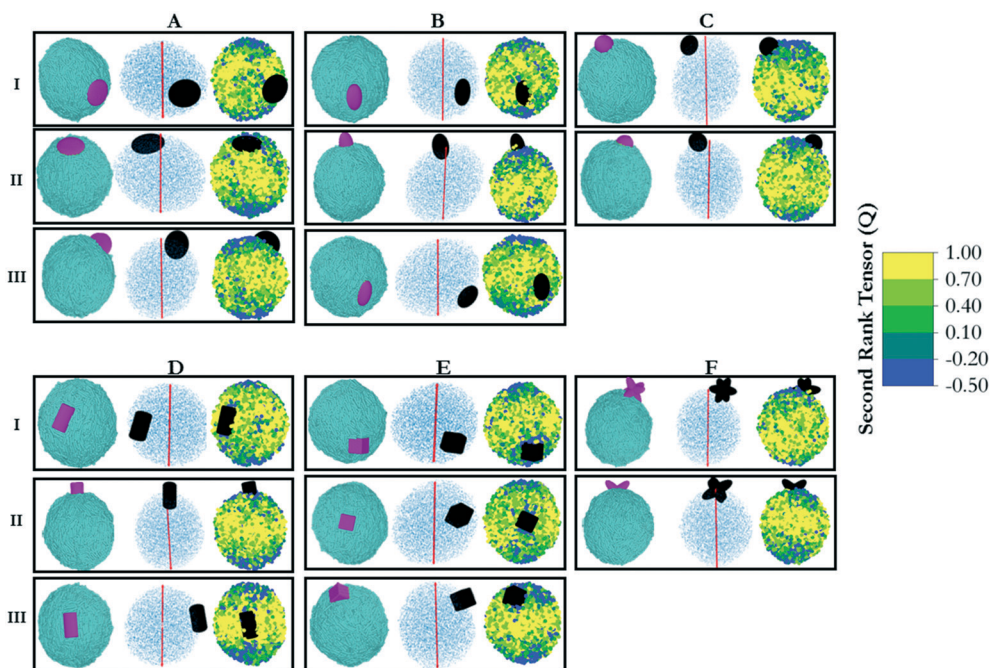 A B C
I
II
III
Second Rank Tensor (Q)
1.00
0.70
0.40
0.10
-0.20
-0.50
D E F
I
II
III